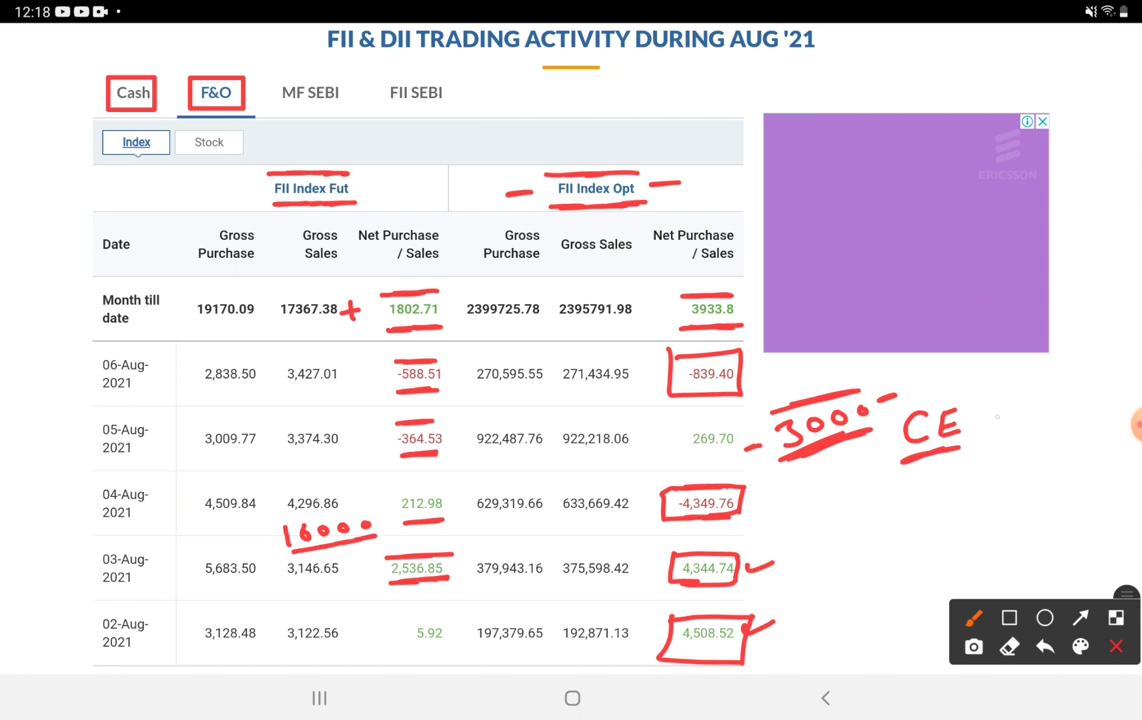 12:18
FII & DII TRADING ACTIVITY DURING AUG '21
Cash F&O MF SEBI FII SEBI
Index Stock
FII Index Fut FII Index Opt
Date Gross Purchase Gross Sales Net Purchase / Sales Gross Purchase Gross Sales Net Purchase / Sales
Month till date 19170.09 17367.38 + 1802.71 2399725.78 2395791.98 3933.8
06-Aug-2021 2,838.50 3,427.01 -588.51 270,595.55 271,434.95 -839.40
- 3000 - CE
05-Aug-2021 3,009.77 3,374.30 -364.53 922,487.76 922,218.06 269.70
04-Aug-2021 4,509.84 4,296.86 212.98 629,319.66 633,669.42 -4,349.76
16000
03-Aug-2021 5,683.50 3,146.65 2,536.85 379,943.16 375,598.42 4,344.74
02-Aug-2021 3,128.48 3,122.56 5.92 197,379.65 192,871.13 4,508.52
ERICSSON